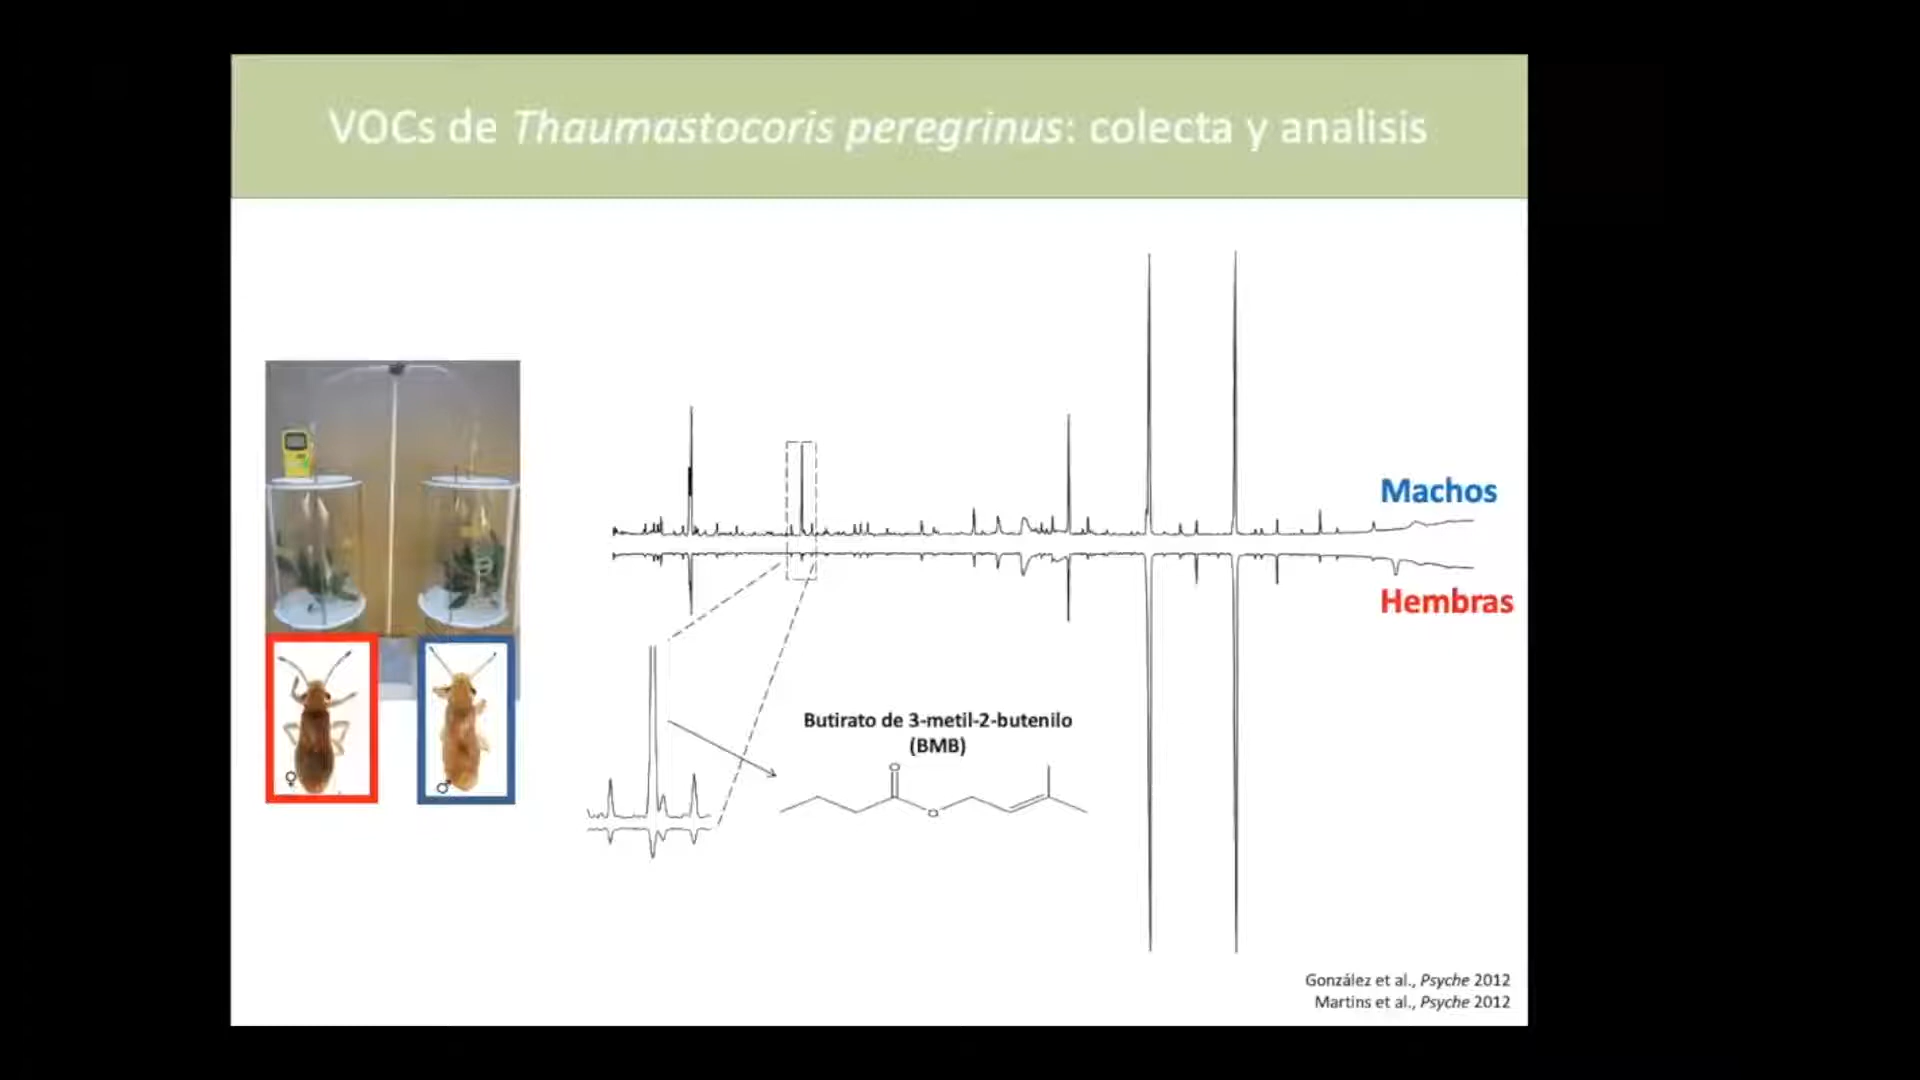 VOCs de Thaumastocoris peregrinus: colecta y analisis
Machos
Hembras
Butirato de 3-metil-2-butenilo
(BMB)
O
O
♀
♂
González et al., Psyche 2012
Martins et al., Psyche 2012